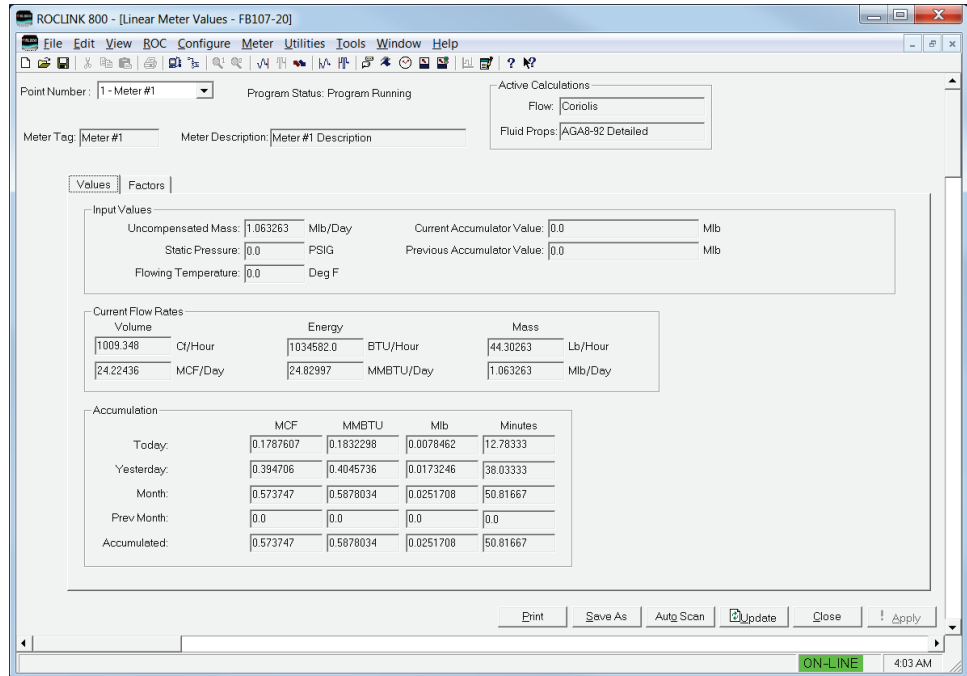 ROCLINK 800 - [Linear Meter Values - FB107-20]
File Edit View ROC Configure Meter Utilities Tools Window Help
Point Number : 1 - Meter #1 Program Status: Program Running
Active Calculations
Flow: Coriolis
Fluid Props: AGA8-92 Detailed
Meter Tag: Meter #1 Meter Description: Meter #1 Description
Values Factors
Input Values
Uncompensated Mass: 1.063263 Mlb/Day Current Accumulator Value: 0.0 Mlb
Static Pressure: 0.0 PSIG Previous Accumulator Value: 0.0 Mlb
Flowing Temperature: 0.0 Deg F
Current Flow Rates
Volume Energy Mass
1009.348 Cf/Hour 1034582.0 BTU/Hour 44.30263 Lb/Hour
24.22436 MCF/Day 24.82997 MMBTU/Day 1.063263 Mlb/Day
Accumulation
MCF MMBTU Mlb Minutes
Today: 0.1787607 0.1832298 0.0078462 12.78333
Yesterday: 0.394706 0.4045736 0.0173246 38.03333
Month: 0.573747 0.5878034 0.0251708 50.81667
Prev Month: 0.0 0.0 0.0 0.0
Accumulated: 0.573747 0.5878034 0.0251708 50.81667
Print Save As Auto Scan Update Close ! Apply
ON-LINE 4:03 AM